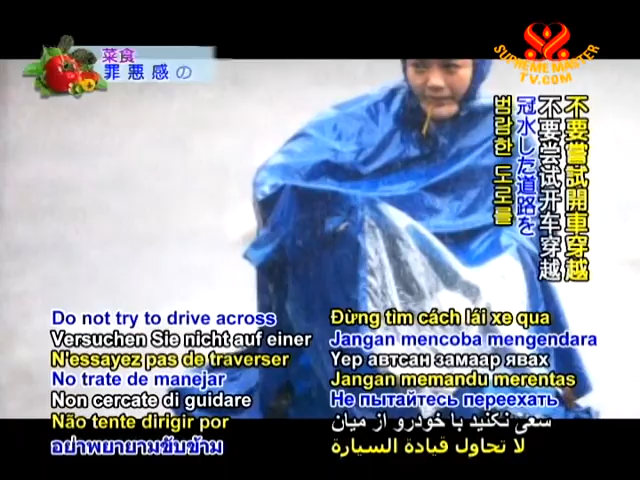 菜食
罪悪感の
SUPREME MASTER
TV.COM
不要嘗試開車穿越
不要尝试开车穿越
冠水した道路を
범람한 도로를
Do not try to drive across
Versuchen Sie nicht auf einer
N'essayez pas de traverser
No trate de manejar
Non cercate di guidare
Não tente dirigir por
อย่าพยายามขับข้าม
Đừng tìm cách lái xe qua
Jangan mencoba mengendara
Үер автсан замаар явах
Jangan memandu merentas
Не пытайтесь переехать
سعی نکنید با خودرو از میان
لا تحاول قيادة السيارة